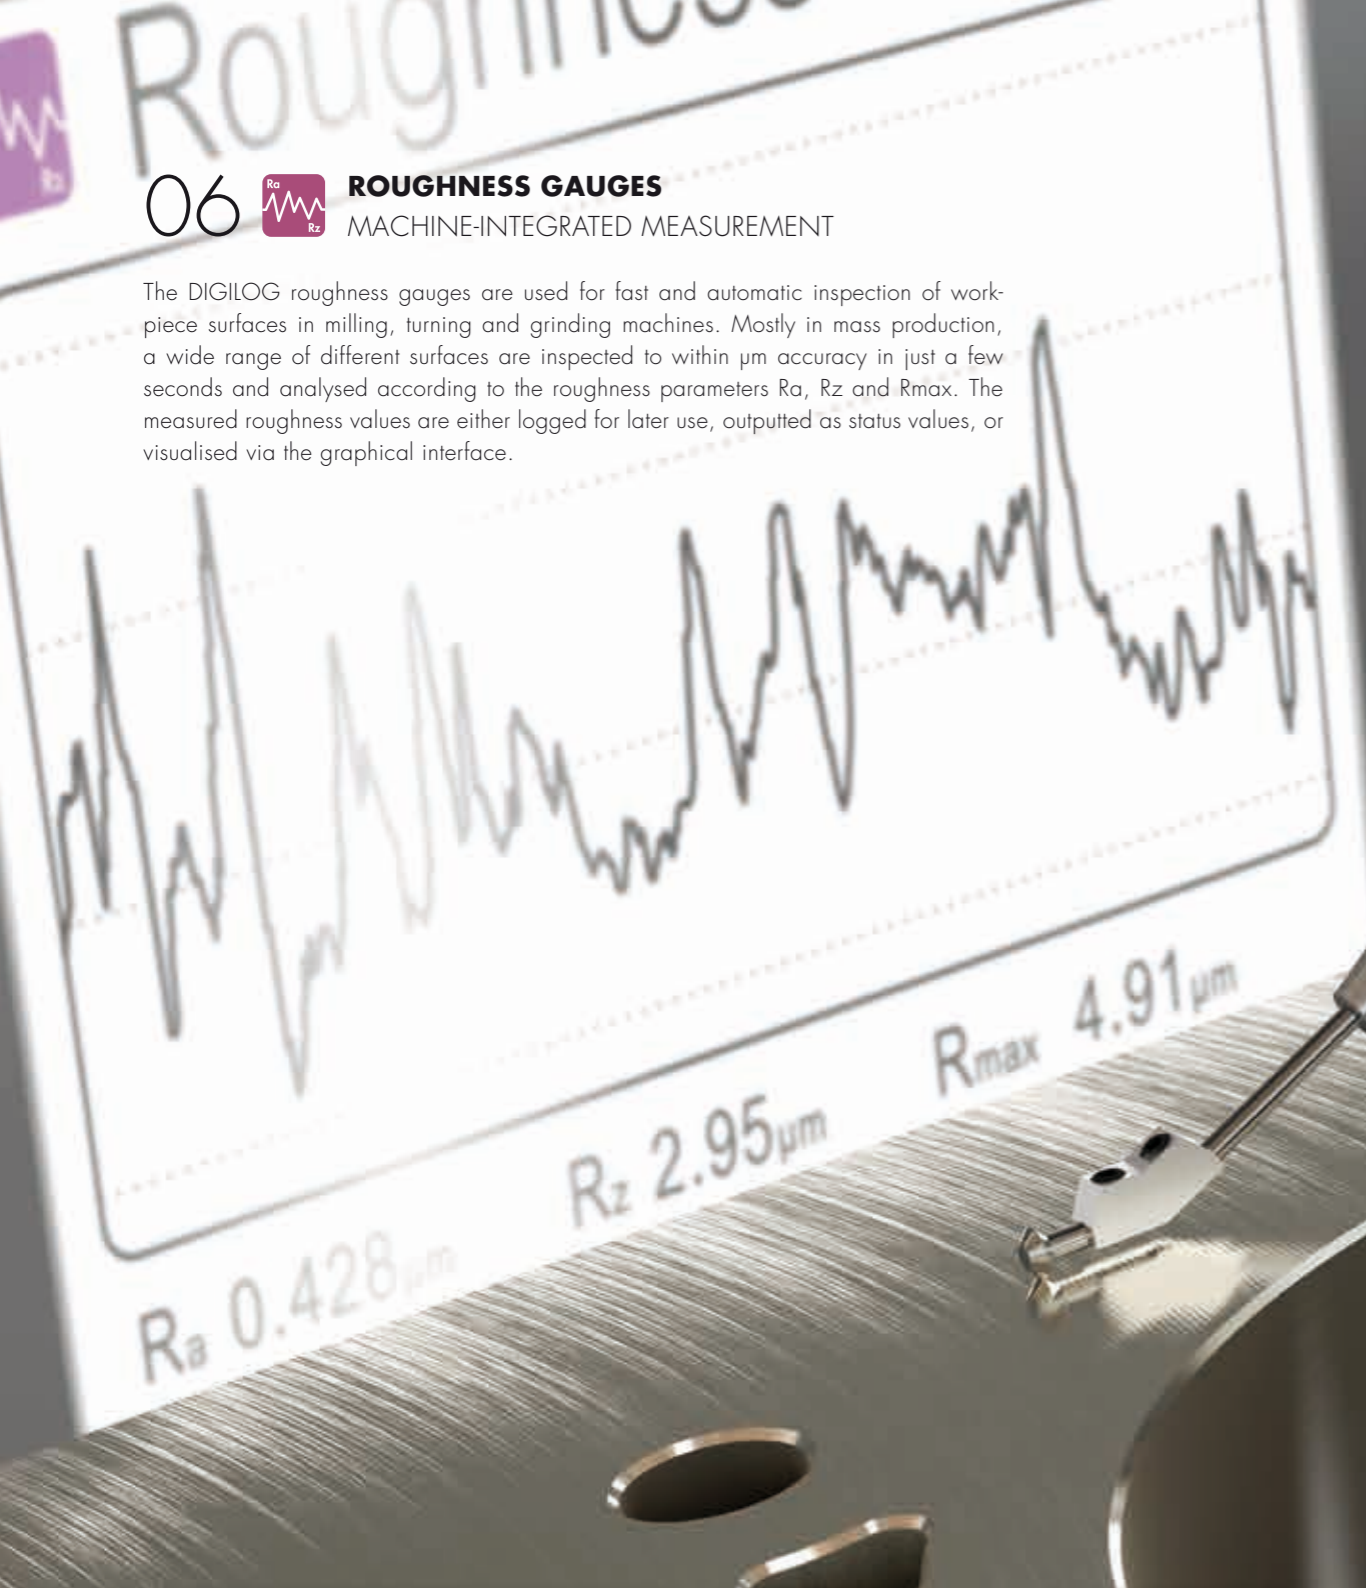 Roughness
06
Ra
Rz
ROUGHNESS GAUGES
MACHINE-INTEGRATED MEASUREMENT
The DIGILOG roughness gauges are used for fast and automatic inspection of work-
piece surfaces in milling, turning and grinding machines. Mostly in mass production,
a wide range of different surfaces are inspected to within µm accuracy in just a few
seconds and analysed according to the roughness parameters Ra, Rz and Rmax. The
measured roughness values are either logged for later use, outputted as status values, or
visualised via the graphical interface.
Ra 0.428µm
Rz 2.95µm
Rmax 4.91µm